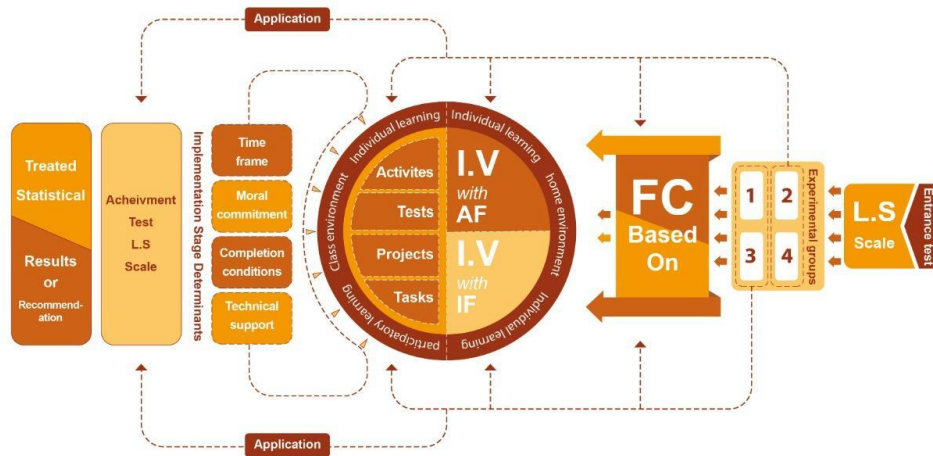 Application
Treated
Statistical
Results
or
Recommend-
ation
Acheivment
Test
L.S
Scale
Implementation Stage Determinants
Time
frame
Moral
commitment
Completion
conditions
Technical
support
Individual learning
Class environment
participatory learning
Activites
Tests
Projects
Tasks
Individual learning
home environment
Individual learning
I.V
with
AF
I.V
with
IF
FC
Based
On
1 2
3 4
Experimental groups
L.S
Scale
Entrance test
Application